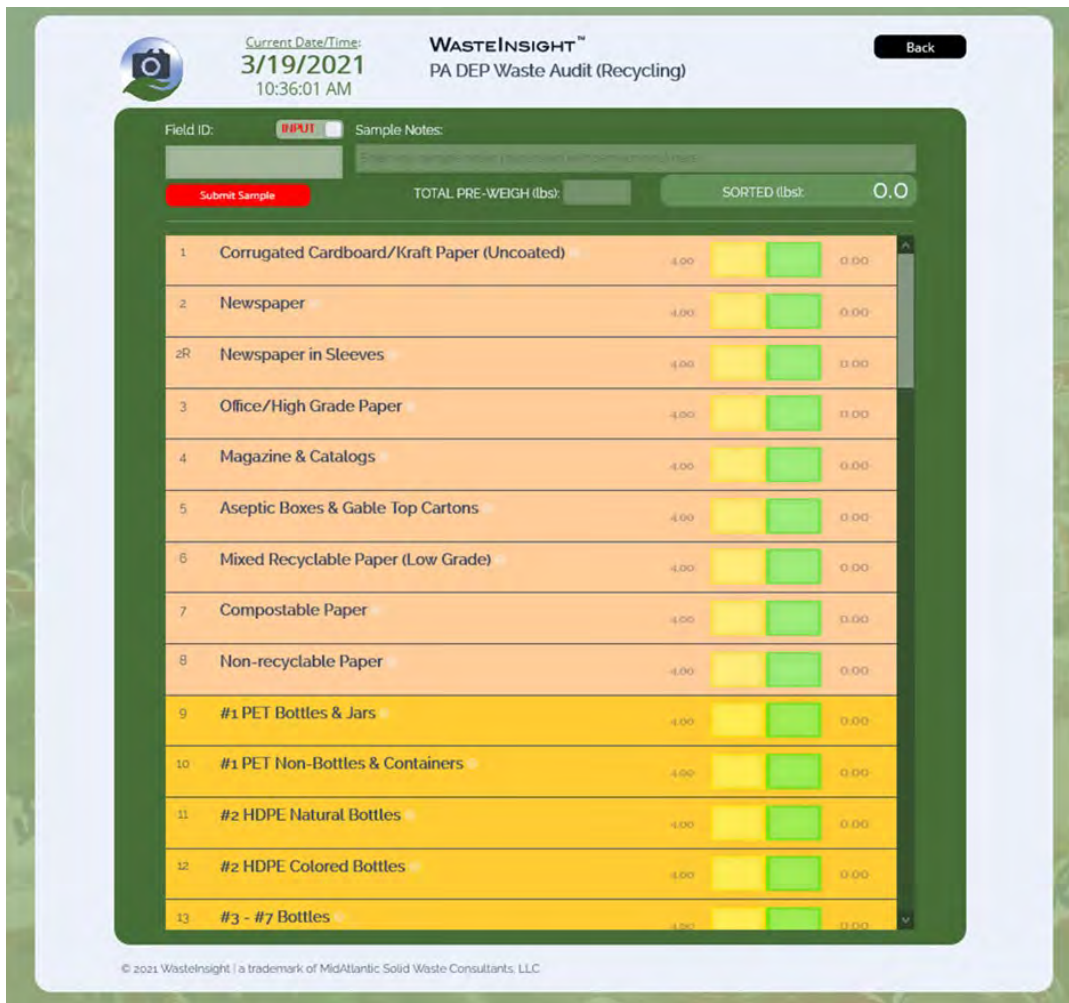 Current Date/Time:
3/19/2021
10:36:01 AM
WASTEINSIGHT™
PA DEP Waste Audit (Recycling)
Back
Field ID:
INPUT
Sample Notes:
Submit Sample
TOTAL PRE-WEIGH (lbs):
SORTED (lbs):
0.0
1 Corrugated Cardboard/Kraft Paper (Uncoated) 4.00 0.00
2 Newspaper 4.00 0.00
2R Newspaper in Sleeves 4.00 0.00
3 Office/High Grade Paper 4.00 0.00
4 Magazine & Catalogs 4.00 0.00
5 Aseptic Boxes & Gable Top Cartons 4.00 0.00
6 Mixed Recyclable Paper (Low Grade) 4.00 0.00
7 Compostable Paper 4.00 0.00
8 Non-recyclable Paper 4.00 0.00
9 #1 PET Bottles & Jars 4.00 0.00
10 #1 PET Non-Bottles & Containers 4.00 0.00
11 #2 HDPE Natural Bottles 4.00 0.00
12 #2 HDPE Colored Bottles 4.00 0.00
13 #3 - #7 Bottles 4.00 0.00
© 2021 WasteInsight | a trademark of MidAtlantic Solid Waste Consultants, LLC